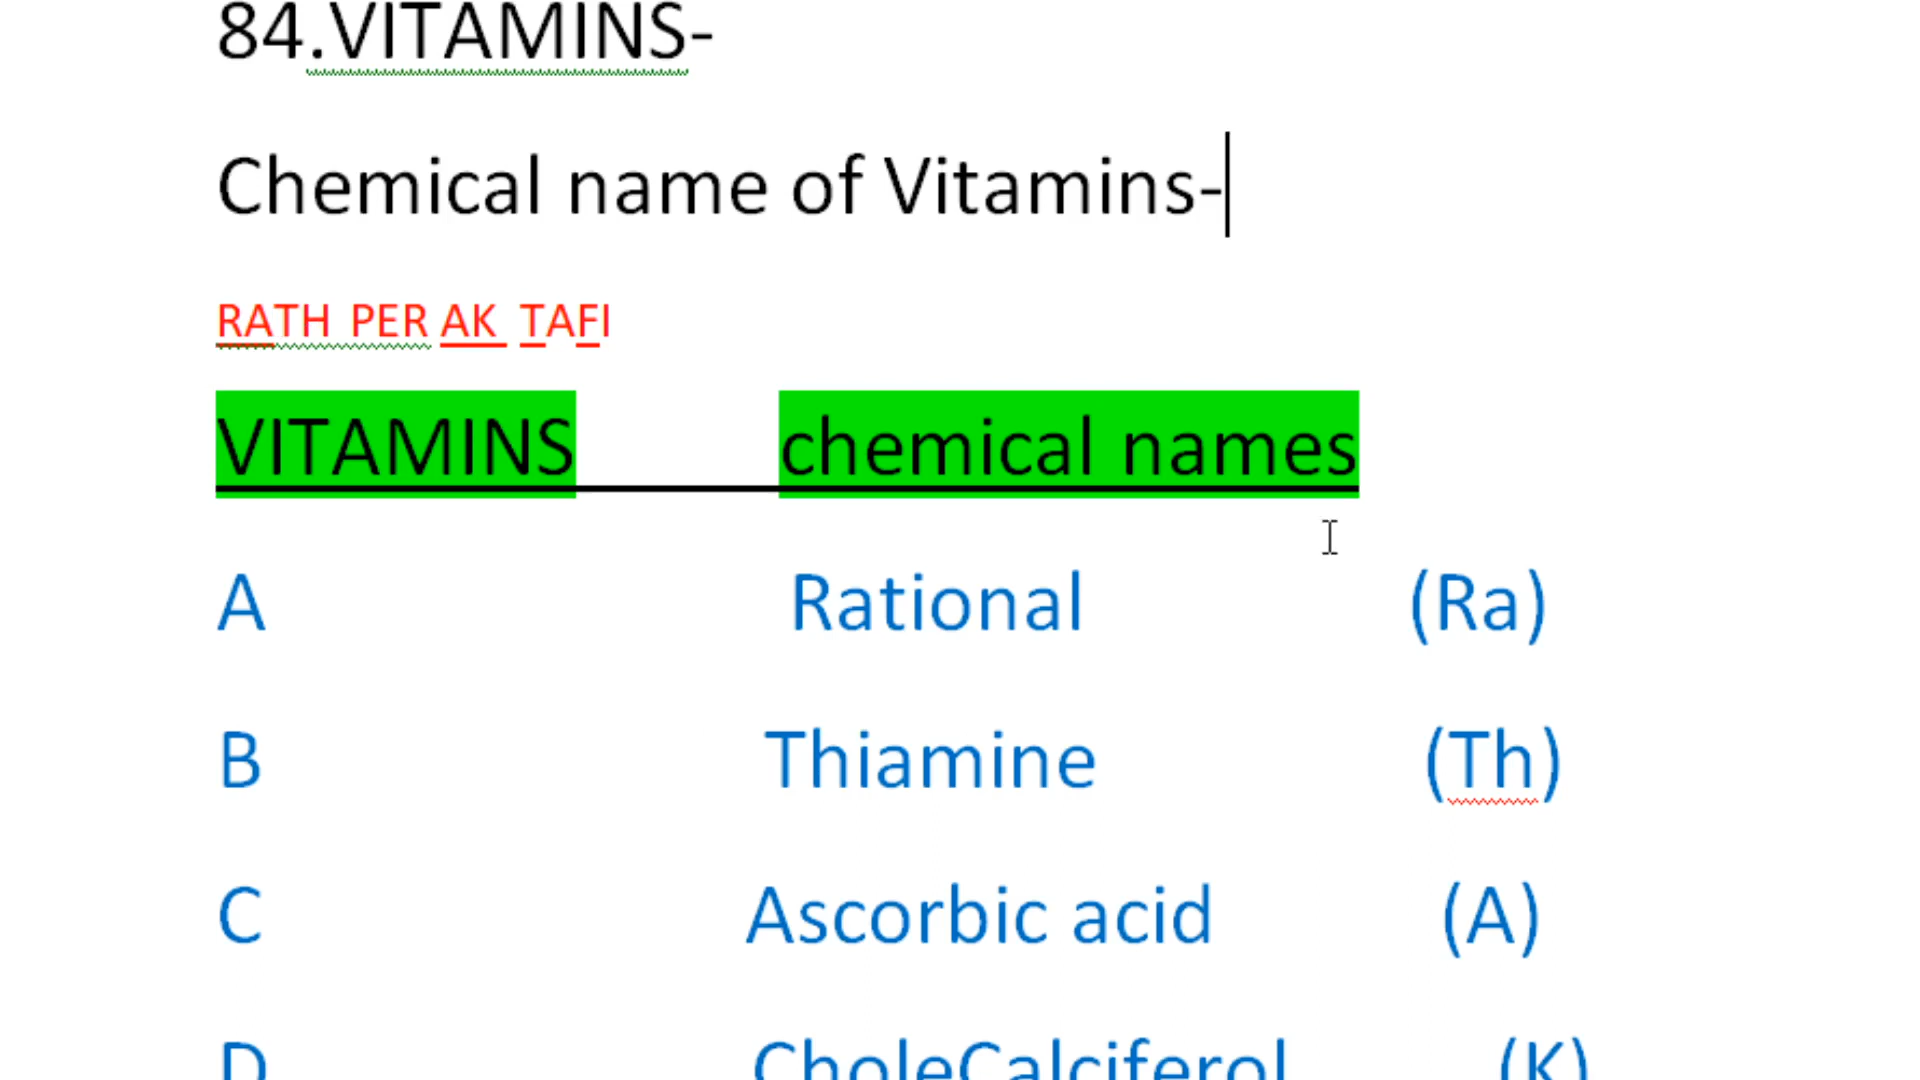 84.VITAMINS-
Chemical name of Vitamins-
RATH PER AK TAFI
VITAMINS chemical names
A Rational (Ra)
B Thiamine (Th)
C Ascorbic acid (A)
D CholeCalciferol (K)